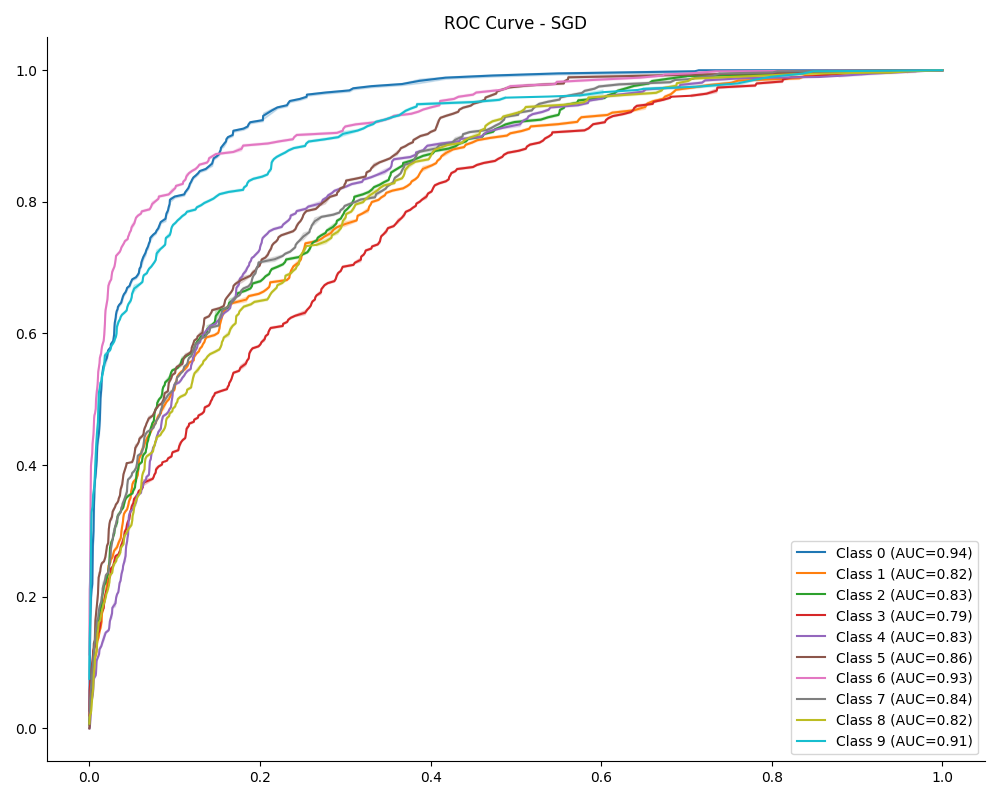 ROC Curve - SGD
1.0
0.8
0.6
0.4
0.2
0.0
0.0 0.2 0.4 0.6 0.8 1.0
Class 0 (AUC=0.94)
Class 1 (AUC=0.82)
Class 2 (AUC=0.83)
Class 3 (AUC=0.79)
Class 4 (AUC=0.83)
Class 5 (AUC=0.86)
Class 6 (AUC=0.93)
Class 7 (AUC=0.84)
Class 8 (AUC=0.82)
Class 9 (AUC=0.91)